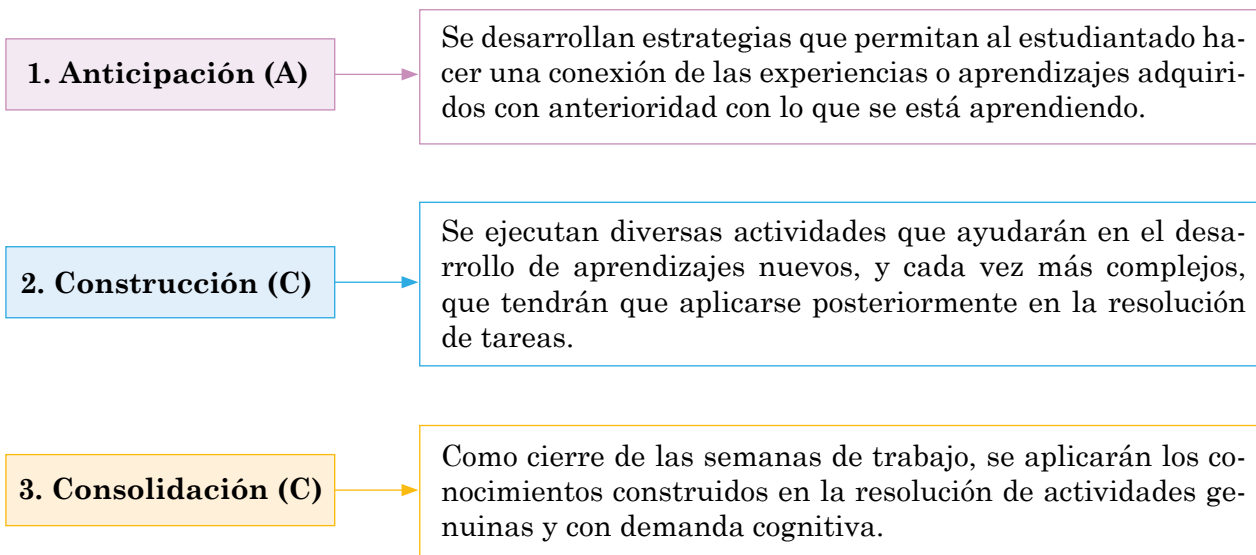 1. Anticipación (A)
Se desarrollan estrategias que permitan al estudiantado ha-
cer una conexión de las experiencias o aprendizajes adquiri-
dos con anterioridad con lo que se está aprendiendo.
2. Construcción (C)
Se ejecutan diversas actividades que ayudarán en el desa-
rrollo de aprendizajes nuevos, y cada vez más complejos,
que tendrán que aplicarse posteriormente en la resolución
de tareas.
3. Consolidación (C)
Como cierre de las semanas de trabajo, se aplicarán los co-
nocimientos construidos en la resolución de actividades ge-
nuinas y con demanda cognitiva.